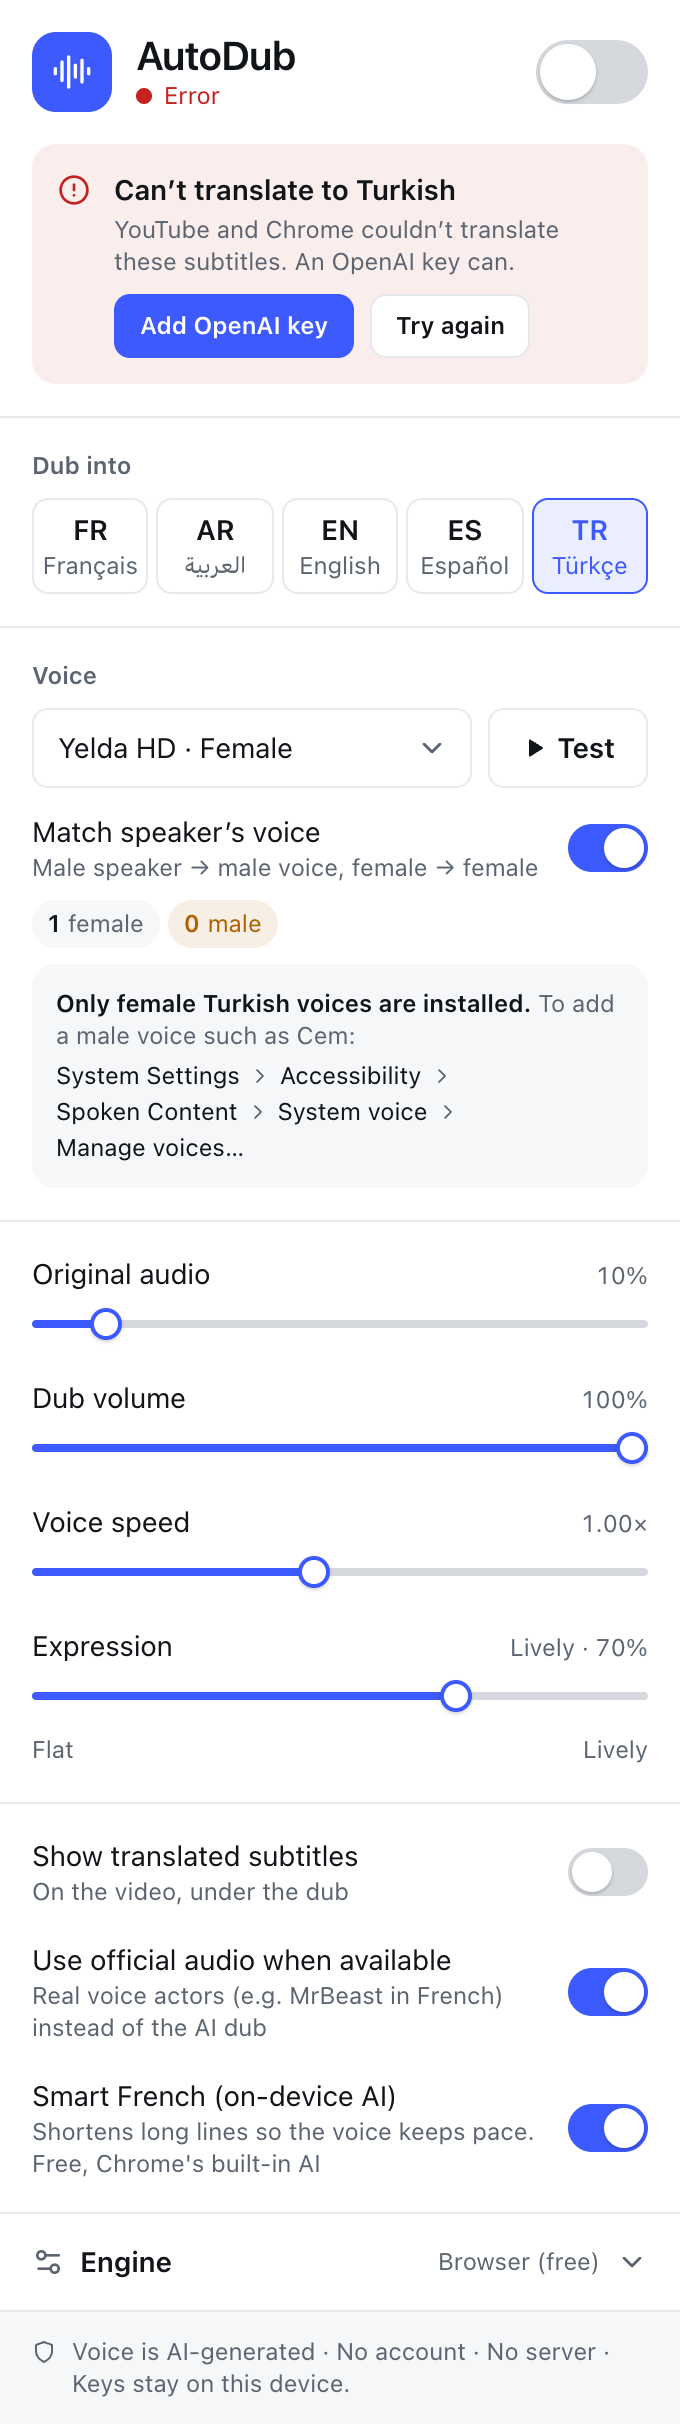 AutoDub
Error
Can’t translate to Turkish
YouTube and Chrome couldn’t translate
these subtitles. An OpenAI key can.
Add OpenAI key
Try again
Dub into
FR
Français
AR
العربية
EN
English
ES
Español
TR
Türkçe
Voice
Yelda HD · Female
Test
Match speaker’s voice
Male speaker → male voice, female → female
1 female
0 male
Only female Turkish voices are installed. To add
a male voice such as Cem:
System Settings > Accessibility >
Spoken Content > System voice >
Manage voices…
Original audio
10%
Dub volume
100%
Voice speed
1.00×
Expression
Lively · 70%
Flat
Lively
Show translated subtitles
On the video, under the dub
Use official audio when available
Real voice actors (e.g. MrBeast in French)
instead of the AI dub
Smart French (on-device AI)
Shortens long lines so the voice keeps pace.
Free, Chrome's built-in AI
Engine
Browser (free)
Voice is AI-generated · No account · No server ·
Keys stay on this device.